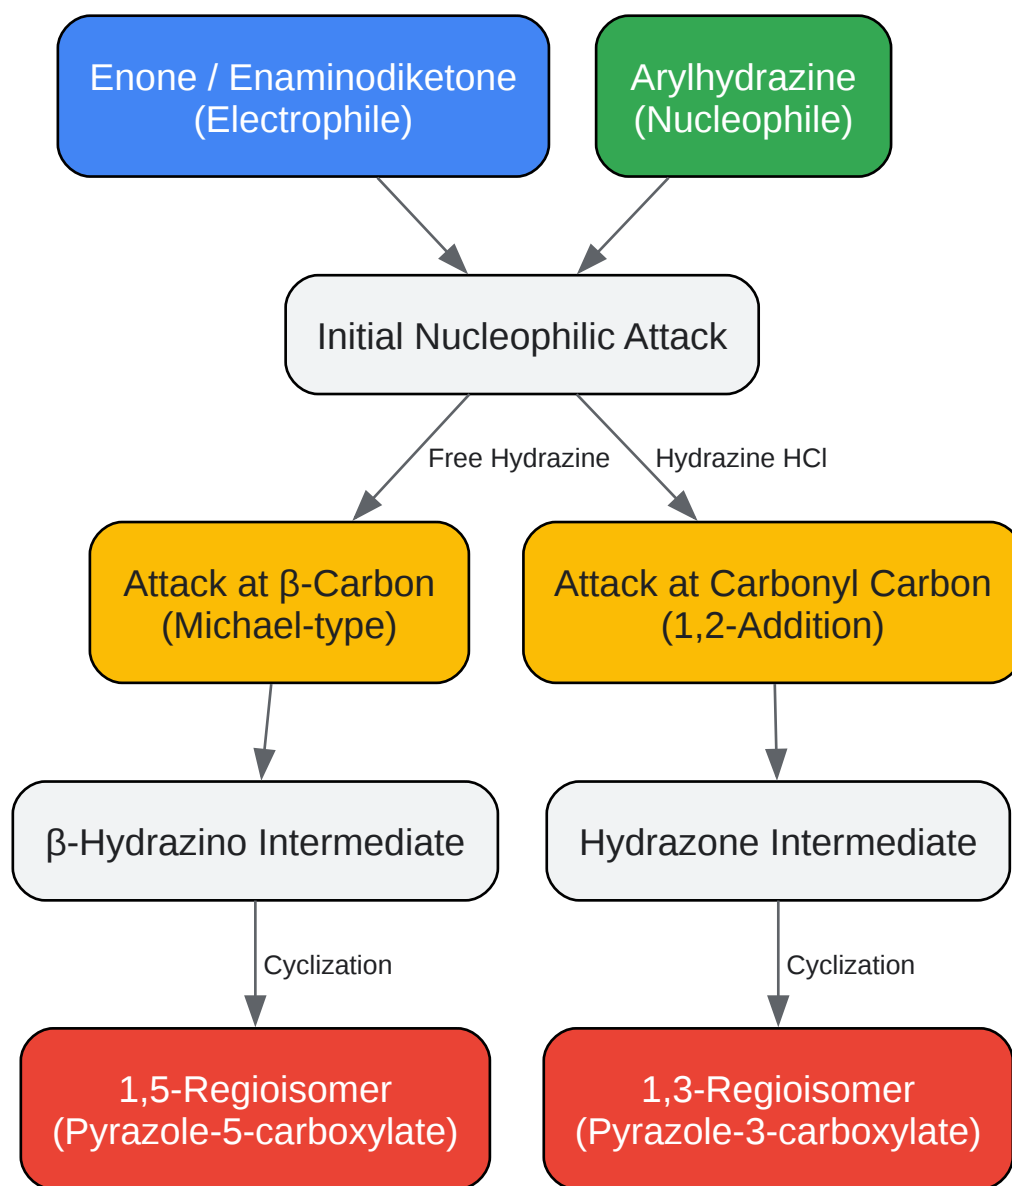 Enone / Enaminodiketone
(Electrophile)
Arylhydrazine
(Nucleophile)
Initial Nucleophilic Attack
Free Hydrazine
Hydrazine HCl
Attack at β-Carbon
(Michael-type)
Attack at Carbonyl Carbon
(1,2-Addition)
β-Hydrazino Intermediate
Hydrazone Intermediate
Cyclization
Cyclization
1,5-Regioisomer
(Pyrazole-5-carboxylate)
1,3-Regioisomer
(Pyrazole-3-carboxylate)